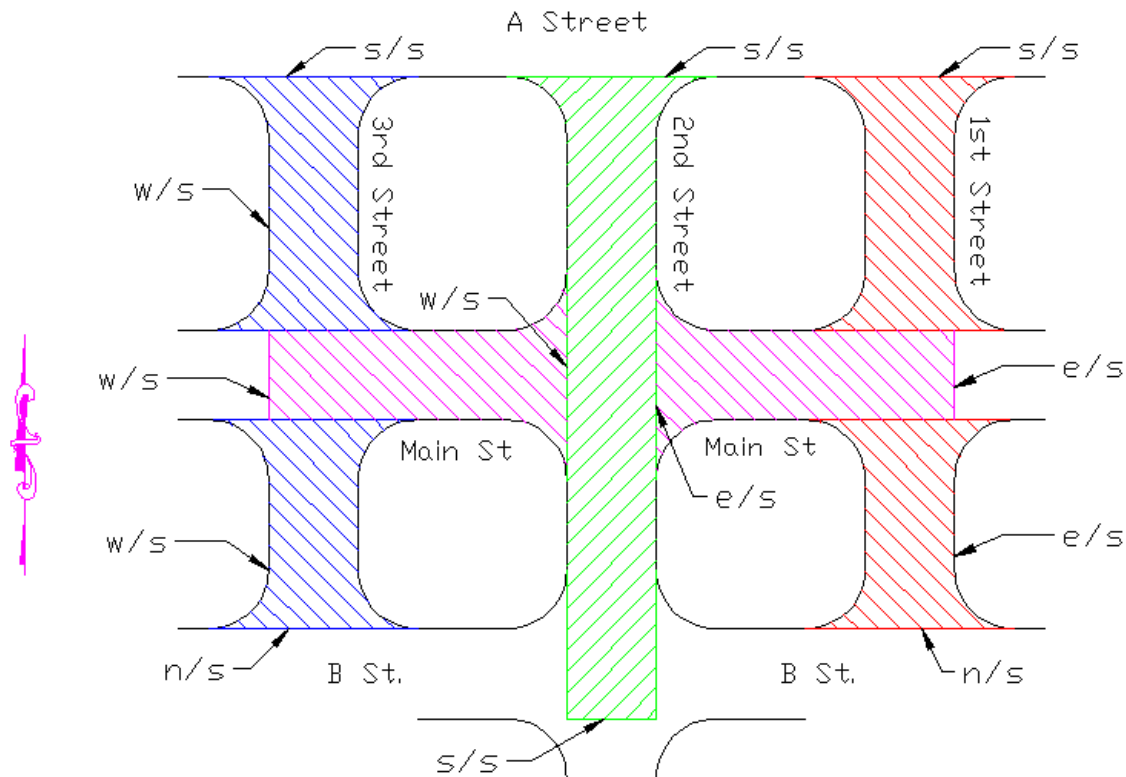 A Street
s/s
s/s
s/s
3rd Street
2nd Street
1st Street
w/s
w/s
w/s
e/s
Main St
Main St
e/s
w/s
e/s
n/s
B St.
B St.
n/s
s/s